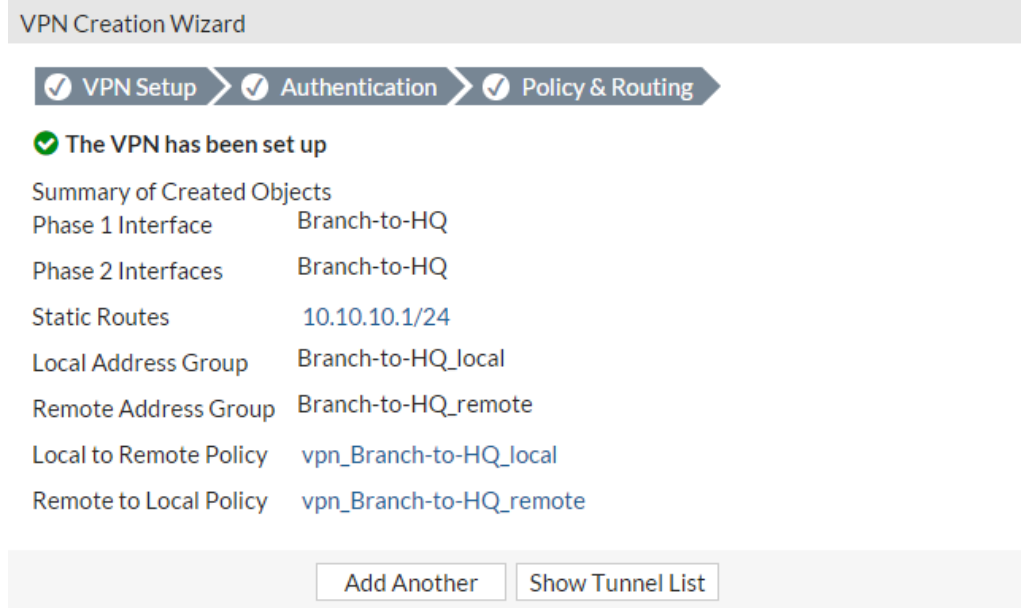 VPN Creation Wizard
VPN Setup Authentication Policy & Routing
The VPN has been set up
Summary of Created Objects
Phase 1 Interface Branch-to-HQ
Phase 2 Interfaces Branch-to-HQ
Static Routes 10.10.10.1/24
Local Address Group Branch-to-HQ_local
Remote Address Group Branch-to-HQ_remote
Local to Remote Policy vpn_Branch-to-HQ_local
Remote to Local Policy vpn_Branch-to-HQ_remote
Add Another Show Tunnel List